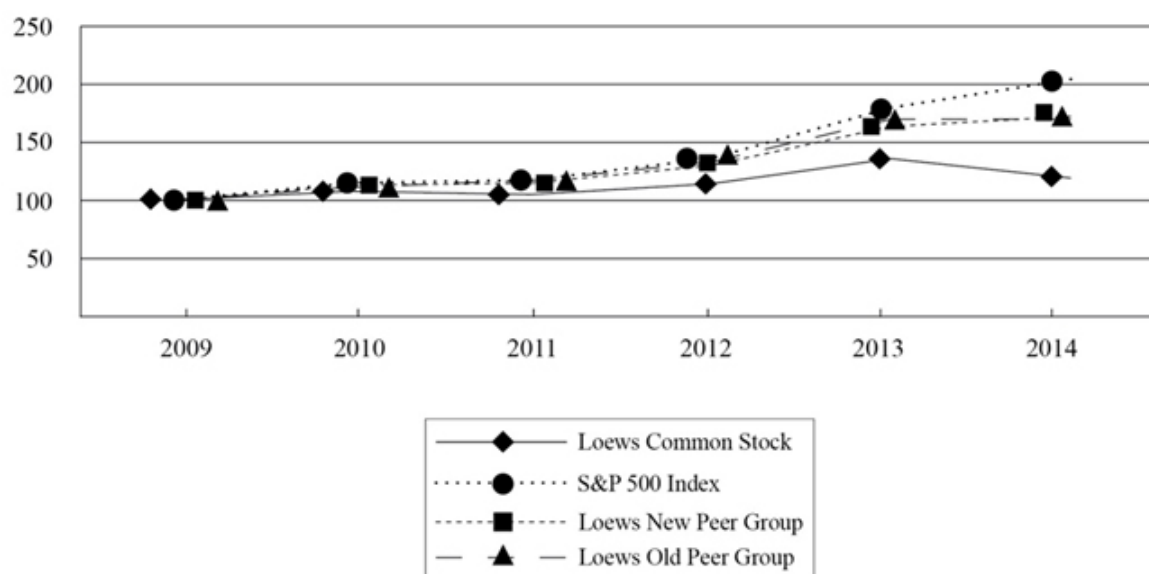 250
200
150
100
50
2009 2010 2011 2012 2013 2014
Loews Common Stock
S&P 500 Index
Loews New Peer Group
Loews Old Peer Group